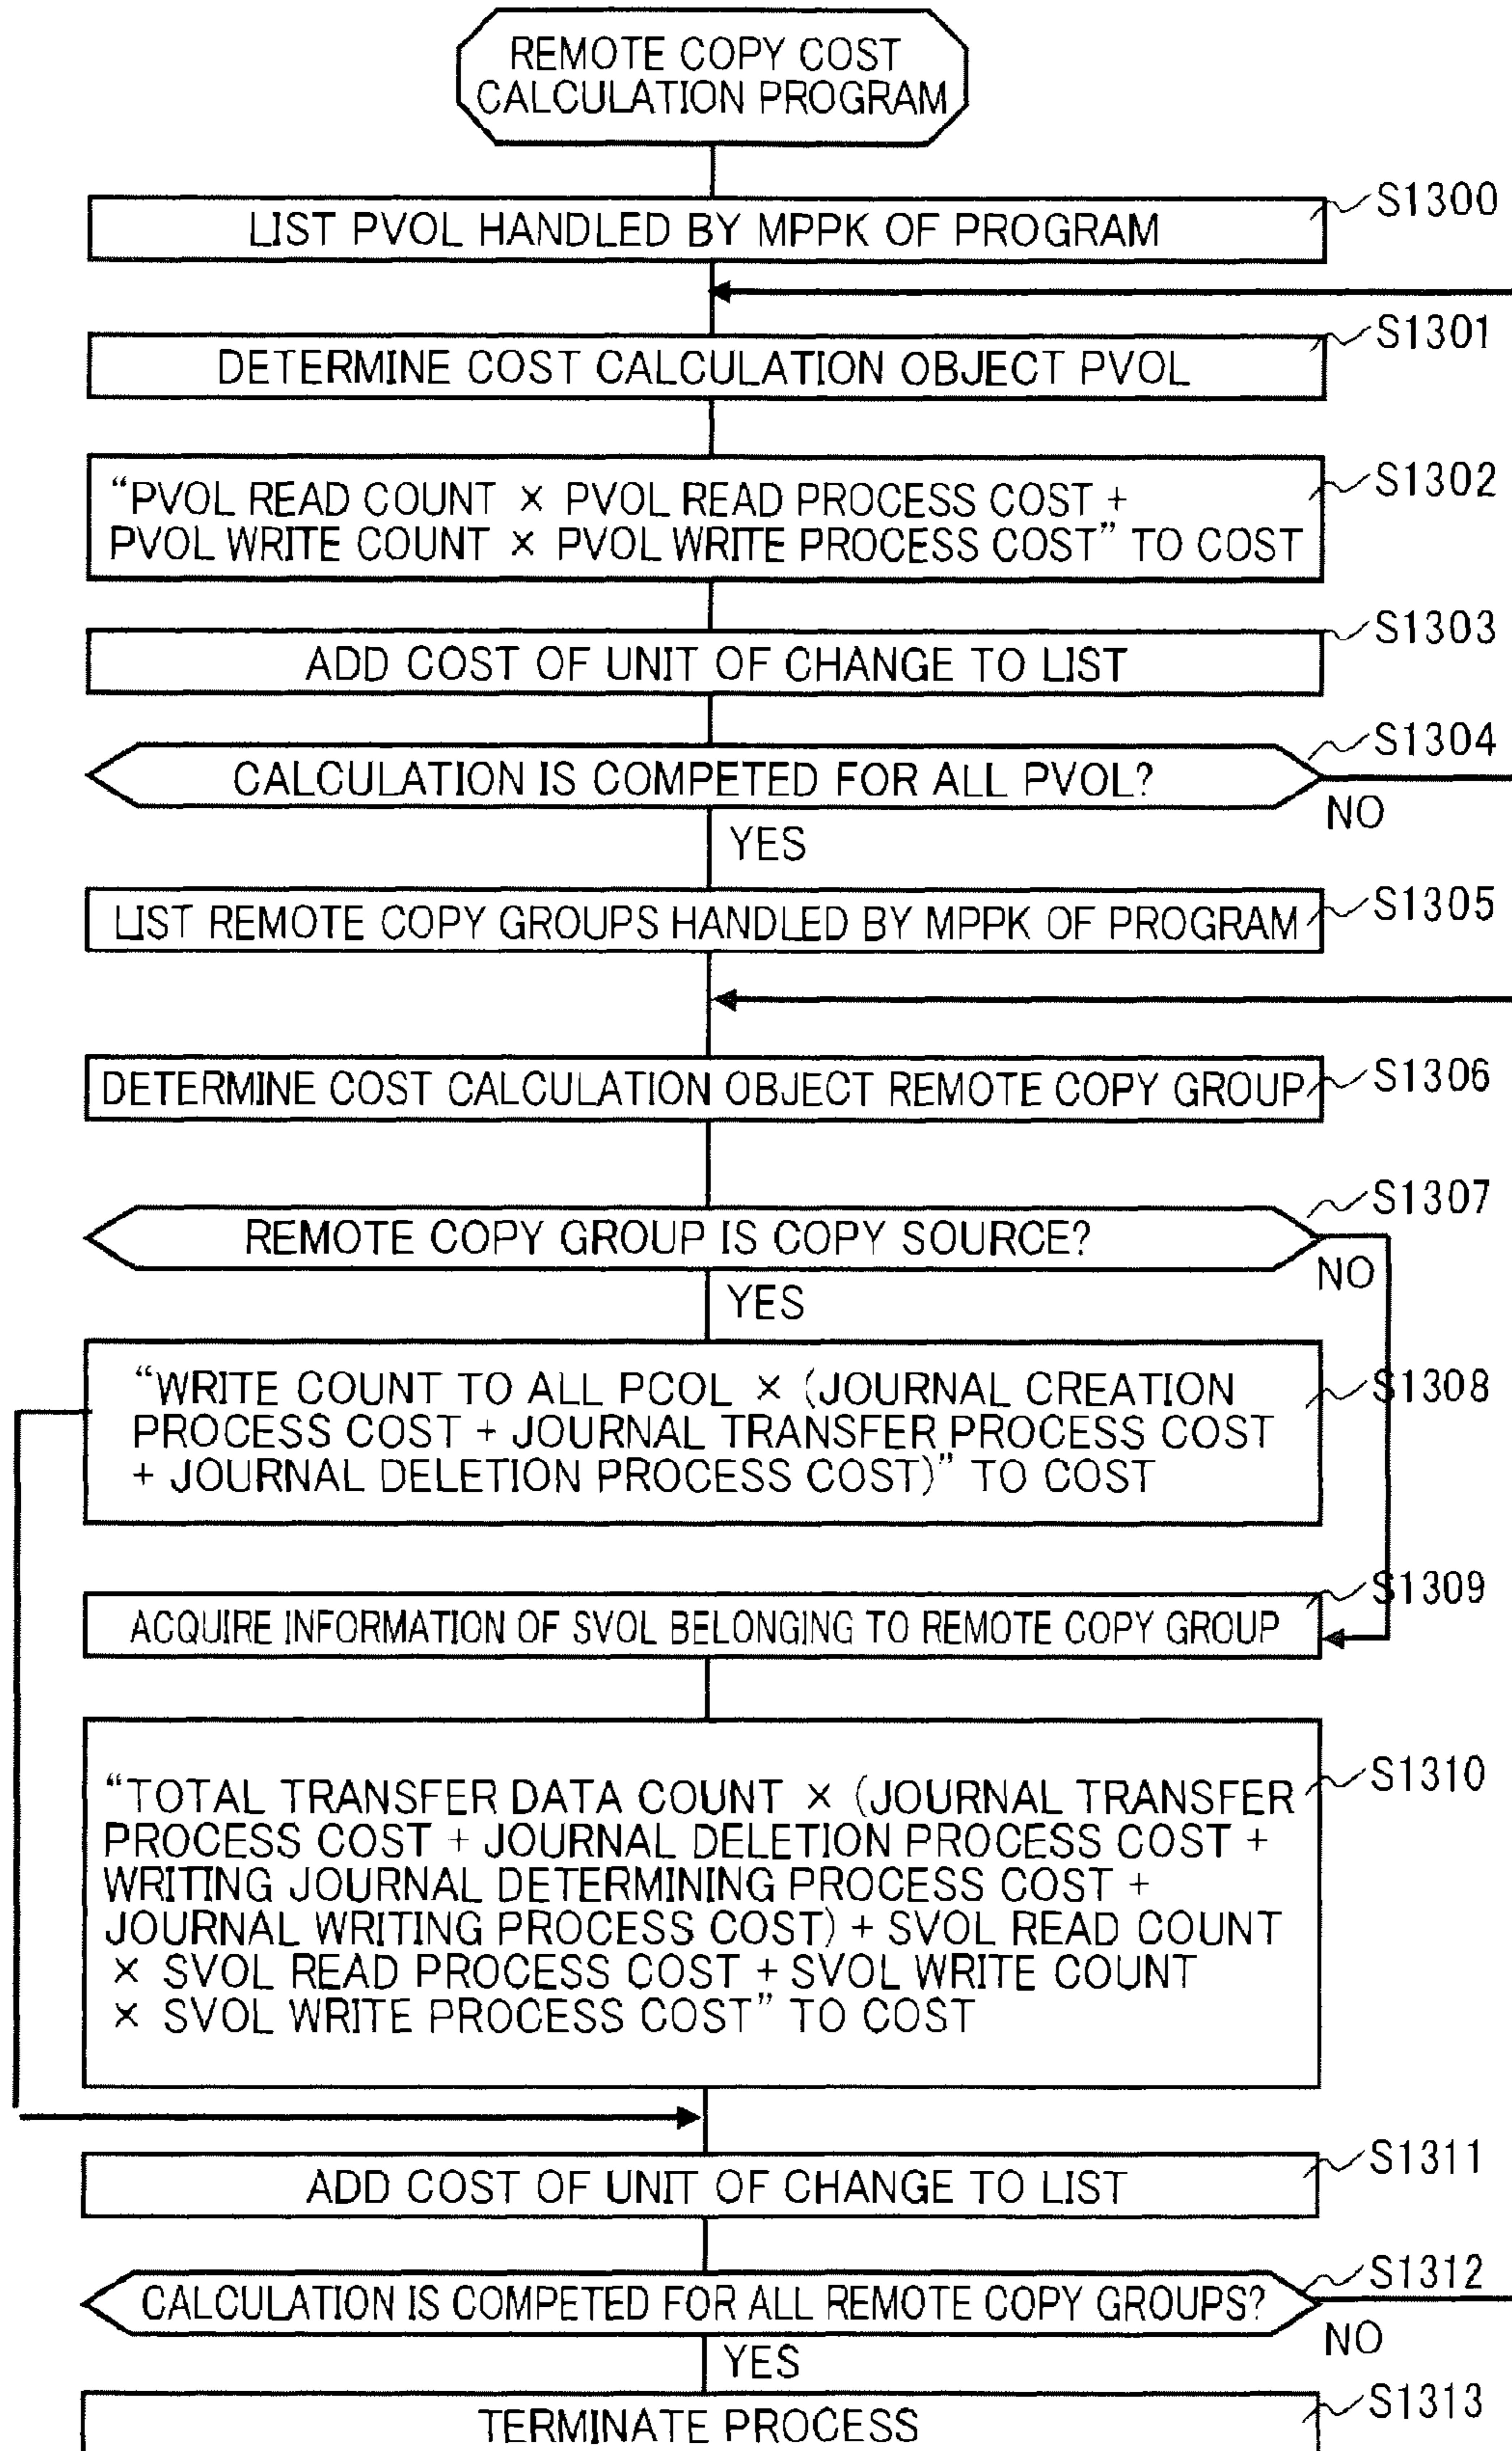 REMOTE COPY COST
CALCULATION PROGRAM
S1300
LIST PVOL HANDLED BY MPPK OF PROGRAM
S1301
DETERMINE COST CALCULATION OBJECT PVOL
S1302
“PVOL READ COUNT × PVOL READ PROCESS COST +
PVOL WRITE COUNT × PVOL WRITE PROCESS COST” TO COST
S1303
ADD COST OF UNIT OF CHANGE TO LIST
S1304
CALCULATION IS COMPETED FOR ALL PVOL?
NO
YES
S1305
LIST REMOTE COPY GROUPS HANDLED BY MPPK OF PROGRAM
S1306
DETERMINE COST CALCULATION OBJECT REMOTE COPY GROUP
S1307
REMOTE COPY GROUP IS COPY SOURCE?
NO
YES
S1308
“WRITE COUNT TO ALL PCOL × (JOURNAL CREATION
PROCESS COST + JOURNAL TRANSFER PROCESS COST
+ JOURNAL DELETION PROCESS COST)” TO COST
S1309
ACQUIRE INFORMATION OF SVOL BELONGING TO REMOTE COPY GROUP
S1310
“TOTAL TRANSFER DATA COUNT × (JOURNAL TRANSFER
PROCESS COST + JOURNAL DELETION PROCESS COST +
WRITING JOURNAL DETERMINING PROCESS COST +
JOURNAL WRITING PROCESS COST) + SVOL READ COUNT
× SVOL READ PROCESS COST + SVOL WRITE COUNT
× SVOL WRITE PROCESS COST” TO COST
S1311
ADD COST OF UNIT OF CHANGE TO LIST
S1312
CALCULATION IS COMPETED FOR ALL REMOTE COPY GROUPS?
NO
YES
S1313
TERMINATE PROCESS